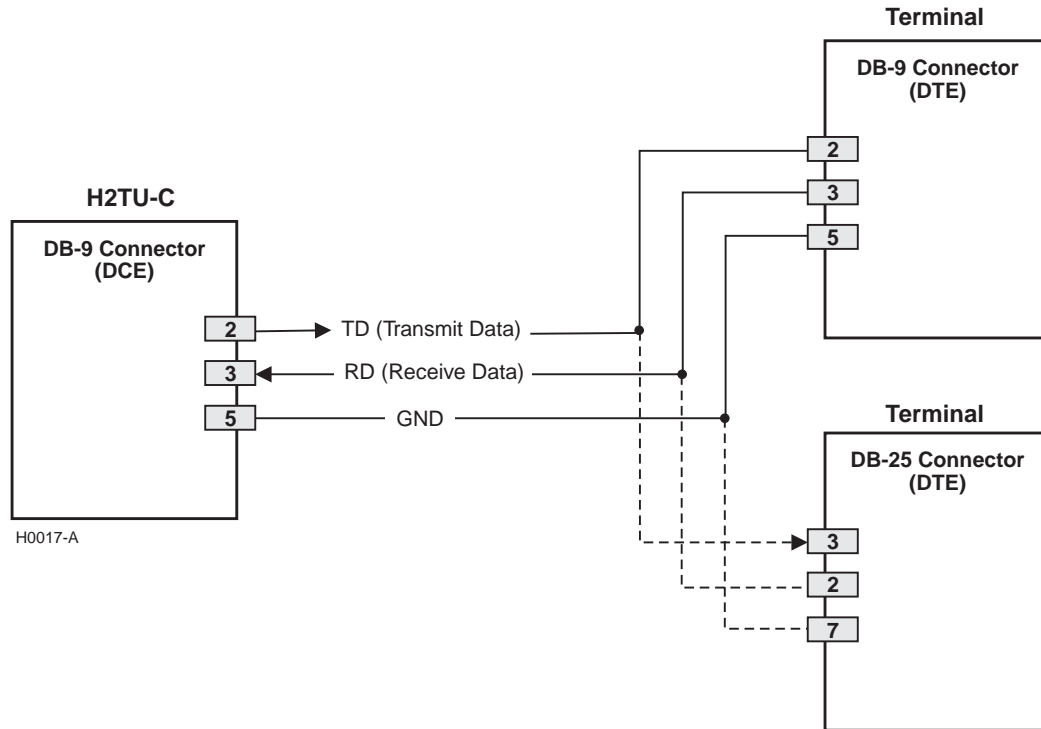 Terminal
DB-9 Connector
(DTE)
2
3
5
H2TU-C
DB-9 Connector
(DCE)
2
TD (Transmit Data)
3
RD (Receive Data)
5
GND
H0017-A
Terminal
DB-25 Connector
(DTE)
3
2
7